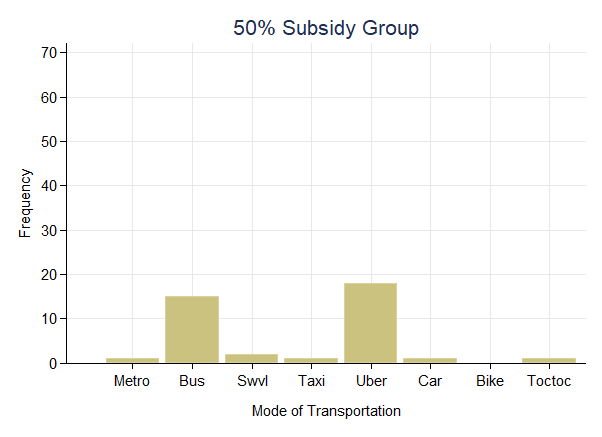 50% Subsidy Group
70
60
50
40
30
20
10
0
Frequency
Metro Bus Swvl Taxi Uber Car Bike Toctoc
Mode of Transportation